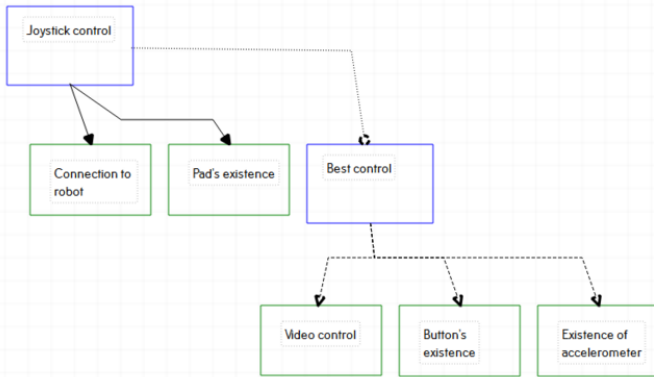 Joystick control
Connection to
robot
Pad's existence
Best control
Video control
Button's
existence
Existence of
accelerometer